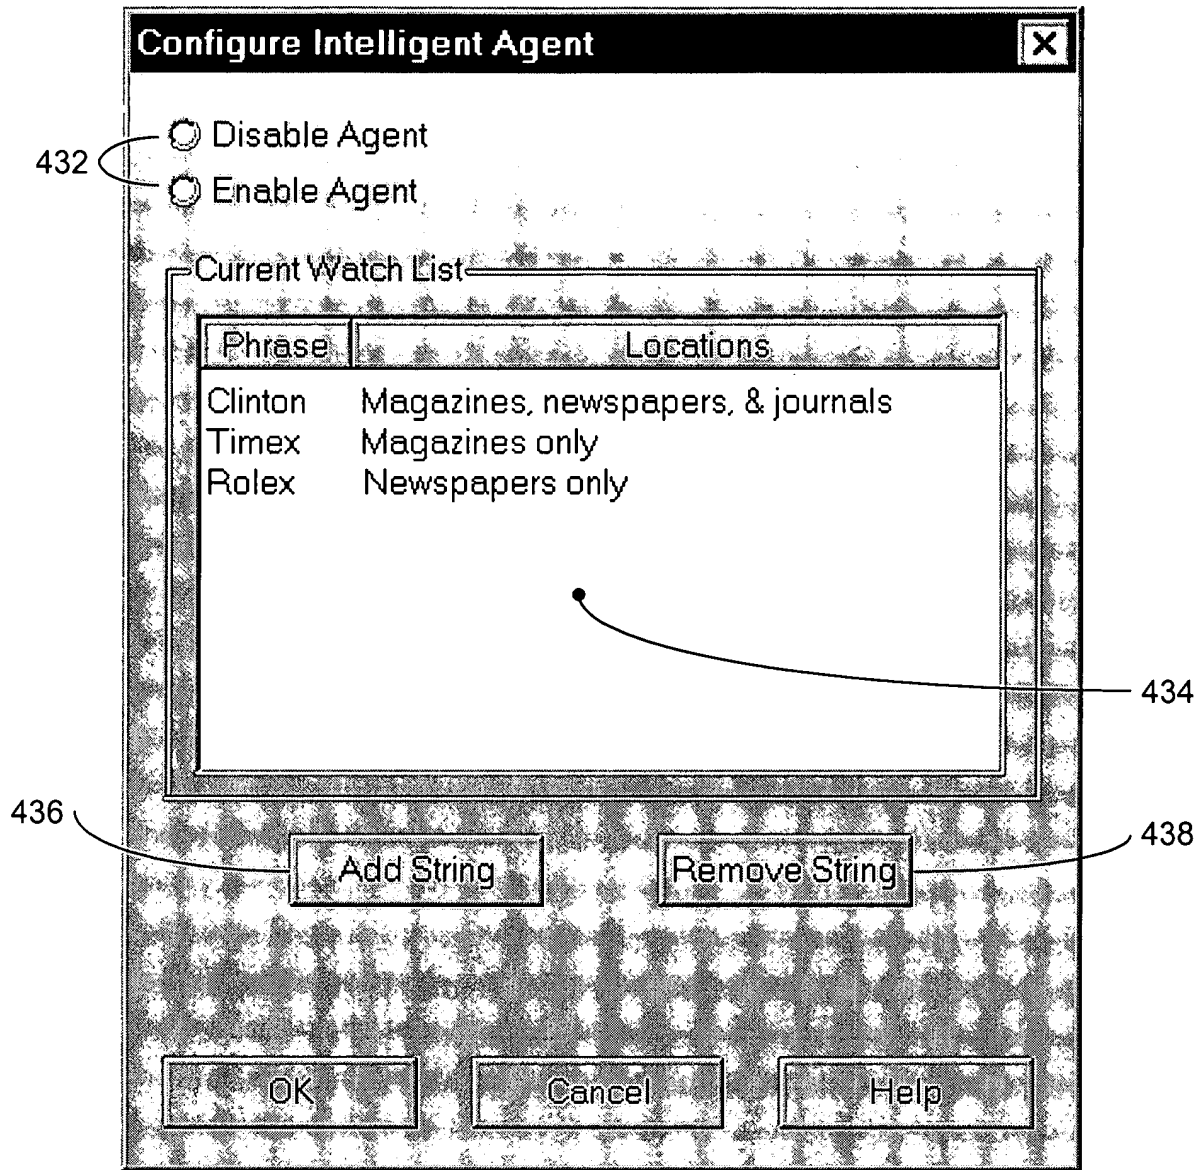 Configure Intelligent Agent
Disable Agent
432
Enable Agent
Current Watch List
Phrase Locations
Clinton Magazines, newspapers, & journals
Timex Magazines only
Rolex Newspapers only
434
436
438
Add String Remove String
OK Cancel Help